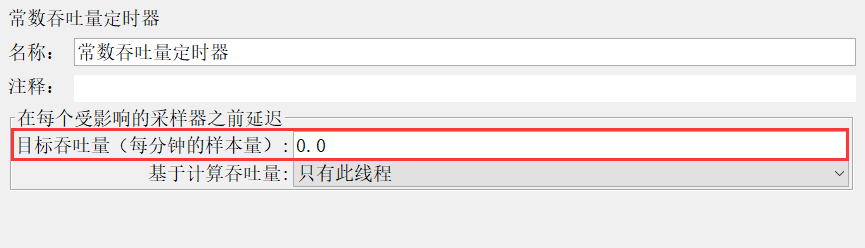 常数吞吐量定时器
名称： 常数吞吐量定时器
注释：
在每个受影响的采样器之前延迟
目标吞吐量（每分钟的样本量）: 0.0
基于计算吞吐量: 只有此线程